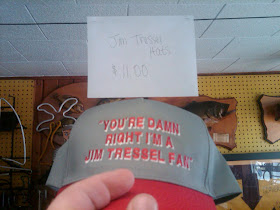 Jim Tressel
Hats
$11.00
"YOU'RE DAMN
RIGHT I'M A
JIM TRESSEL FAN"